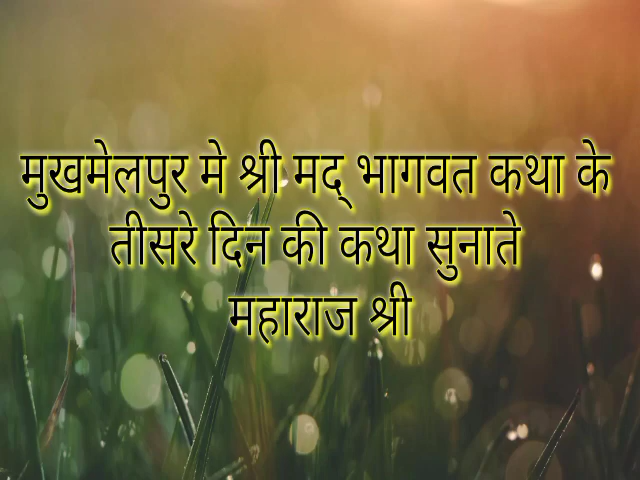 मुखमेलपुर मे श्री मद् भागवत कथा के
तीसरे दिन की कथा सुनाते
महाराज श्री